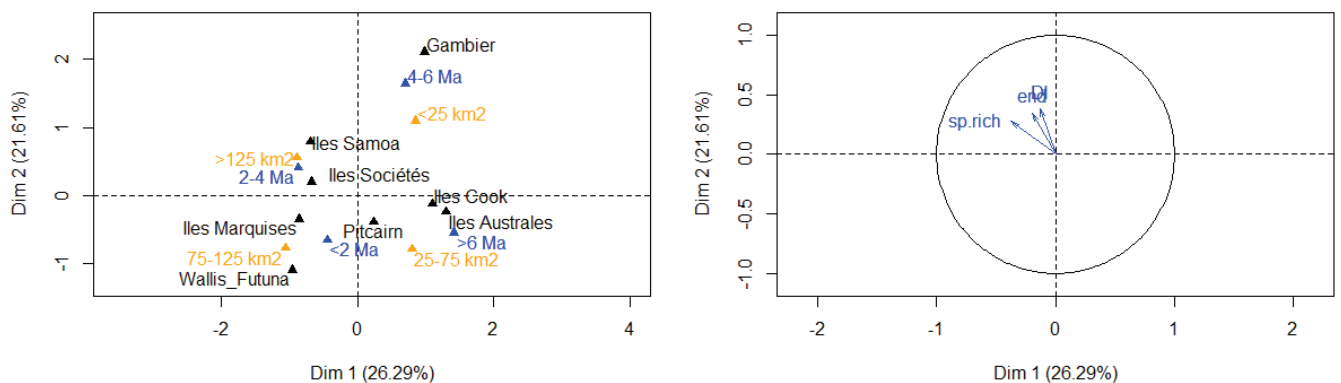 Gambier
4-6 Ma
<25 km2
Iles Samoa
>125 km2
2-4 Ma
Iles Sociétés
Iles Cook
Iles Marquises
Pitcairn
Iles Australes
75-125 km2
<2 Ma
25-75 km2
>6 Ma
Wallis_Futuna
2
1
0
-1
Dim 2 (21.61%)
-2
0
2
4
Dim 1 (26.29%)
DI
end
sp.rich
1.0
0.5
0.0
-0.5
-1.0
Dim 2 (21.61%)
-2
-1
0
1
2
Dim 1 (26.29%)